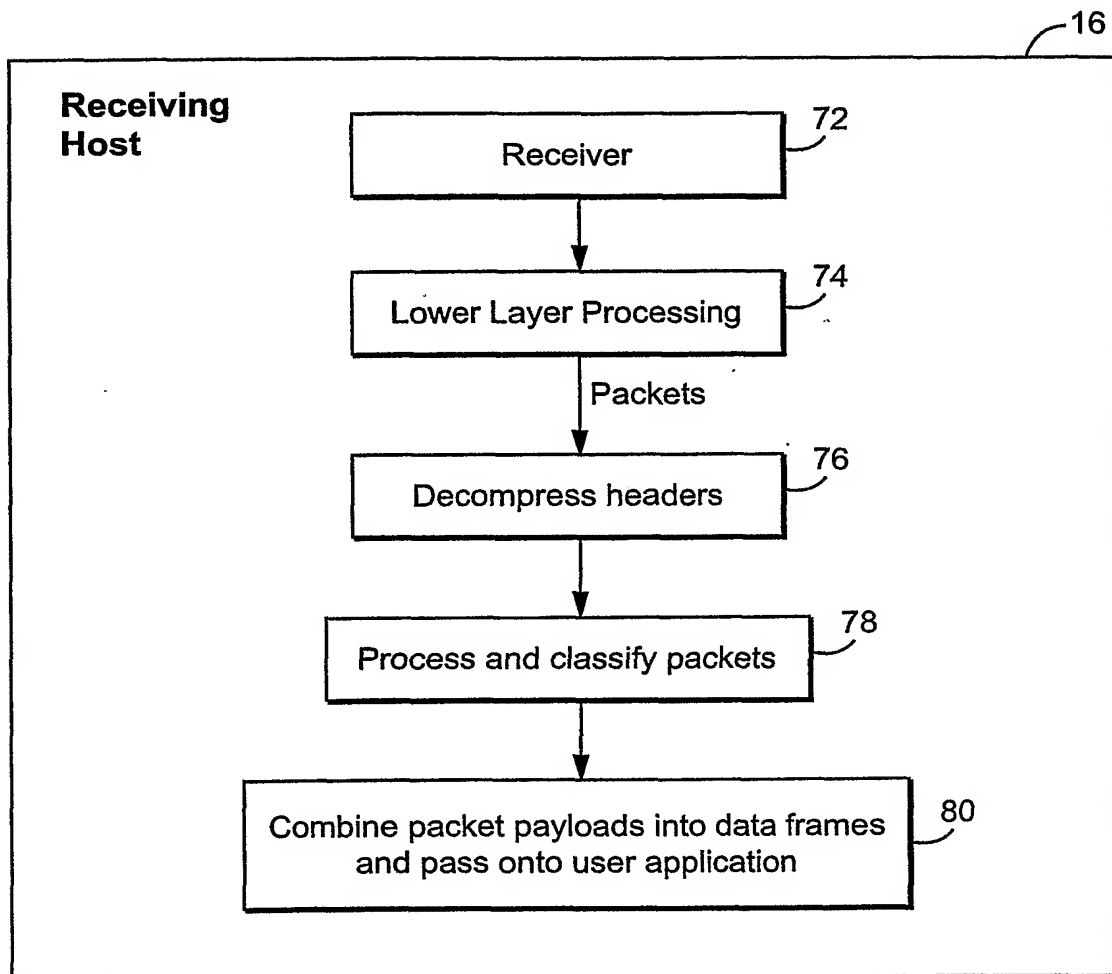 16
Receiving
Host
72
Receiver
74
Lower Layer Processing
Packets
76
Decompress headers
78
Process and classify packets
80
Combine packet payloads into data frames
and pass onto user application